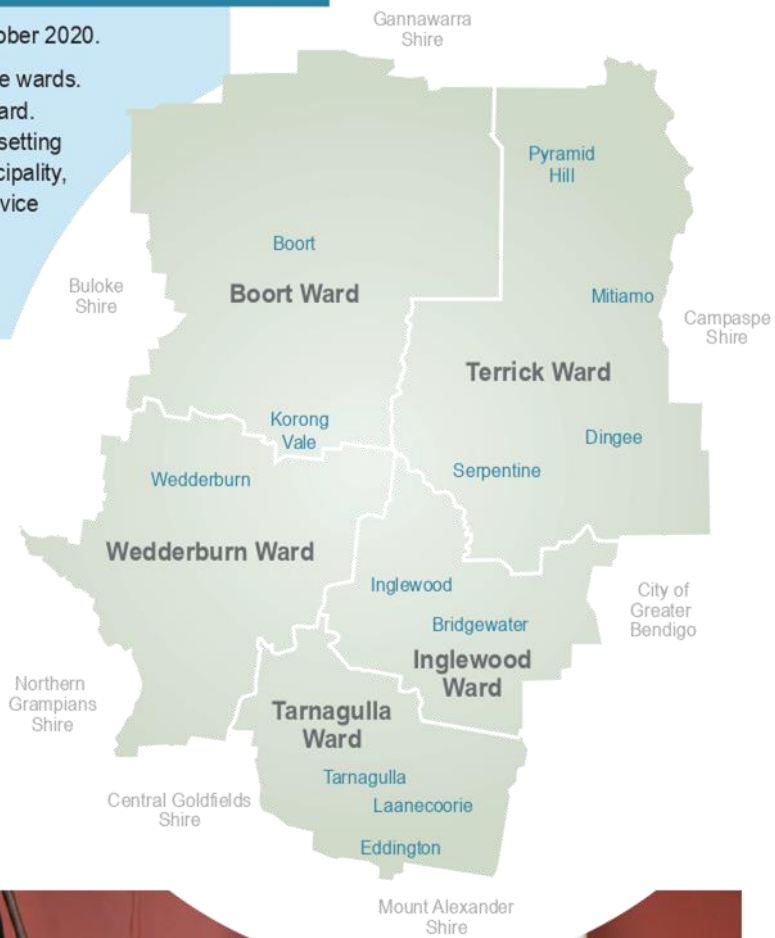 ober 2020.
e wards.
ard.
setting
cipality,
vice
Gannawarra
Shire
Pyramid
Hill
Boort
Buloke
Shire
Boort Ward
Mitiamo
Campaspe
Shire
Terrick Ward
Korong
Vale
Dingee
Serpentine
Wedderburn
Wedderburn Ward
Inglewood
City of
Greater
Bendigo
Bridgewater
Inglewood
Ward
Northern
Grampians
Shire
Tarnagulla
Ward
Tarnagulla
Central Goldfields
Shire
Laanecoorie
Eddington
Mount Alexander
Shire